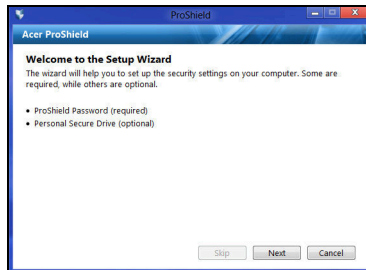 ProShield
Acer ProShield
Welcome to the Setup Wizard
The wizard will help you to set up the security settings on your computer. Some are
required, while others are optional.
• ProShield Password (required)
• Personal Secure Drive (optional)
Skip Next Cancel